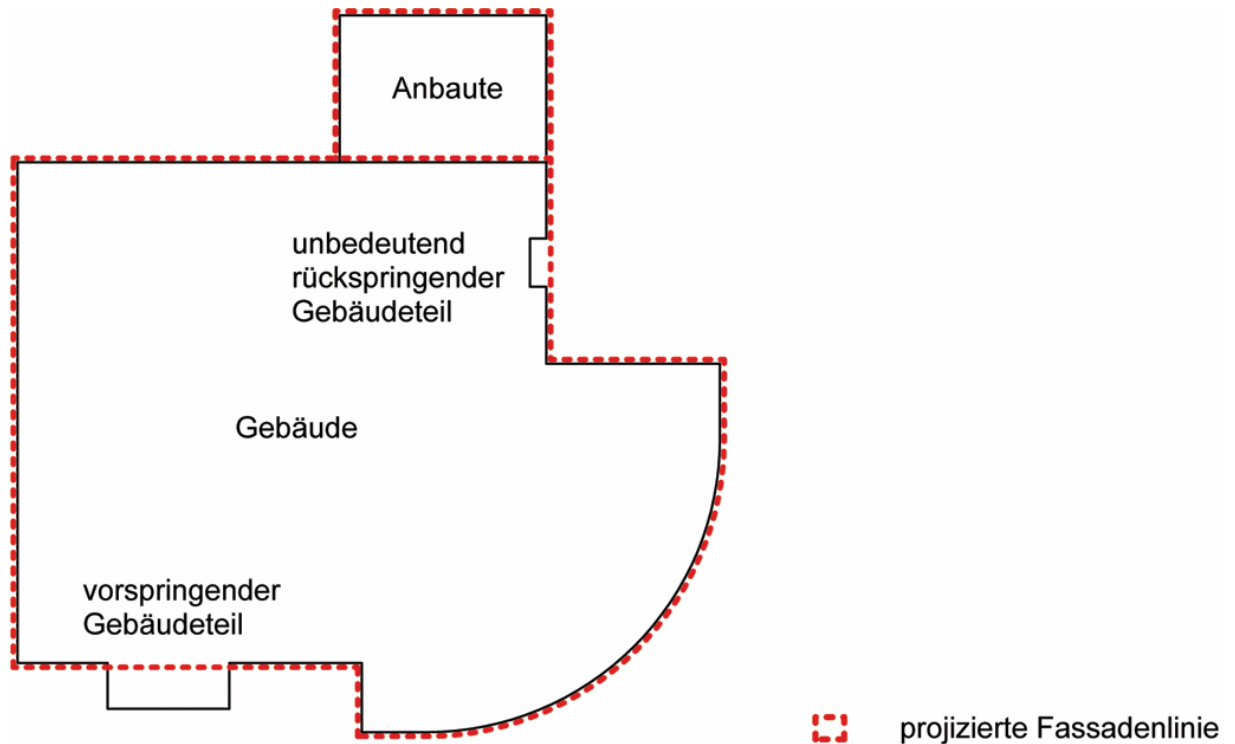 Anbaute
unbedeutend
rückspringender
Gebäudeteil
Gebäude
vorspringender
Gebäudeteil
projizierte Fassadenlinie